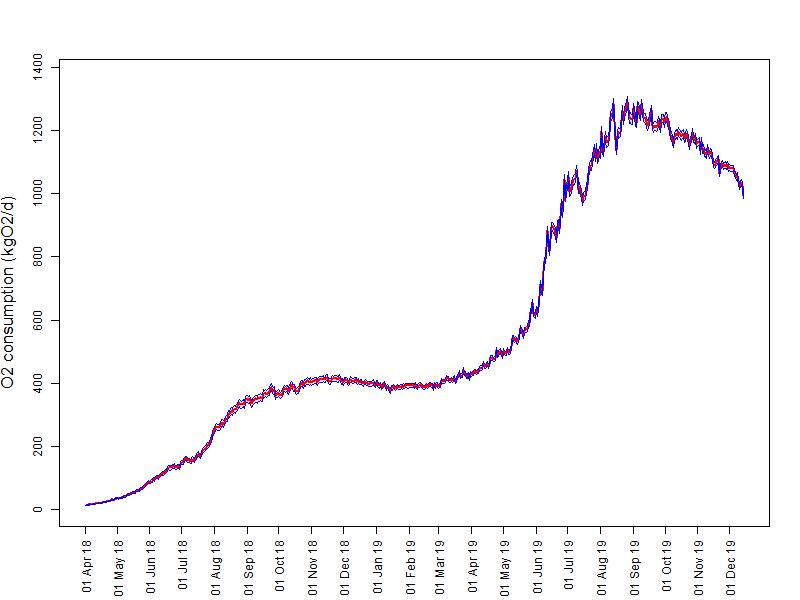 O2 consumption (kgO2/d)
1400
1200
1000
800
600
400
200
0
01 Apr 18
01 May 18
01 Jun 18
01 Jul 18
01 Aug 18
01 Sep 18
01 Oct 18
01 Nov 18
01 Dec 18
01 Jan 19
01 Feb 19
01 Mar 19
01 Apr 19
01 May 19
01 Jun 19
01 Jul 19
01 Aug 19
01 Sep 19
01 Oct 19
01 Nov 19
01 Dec 19